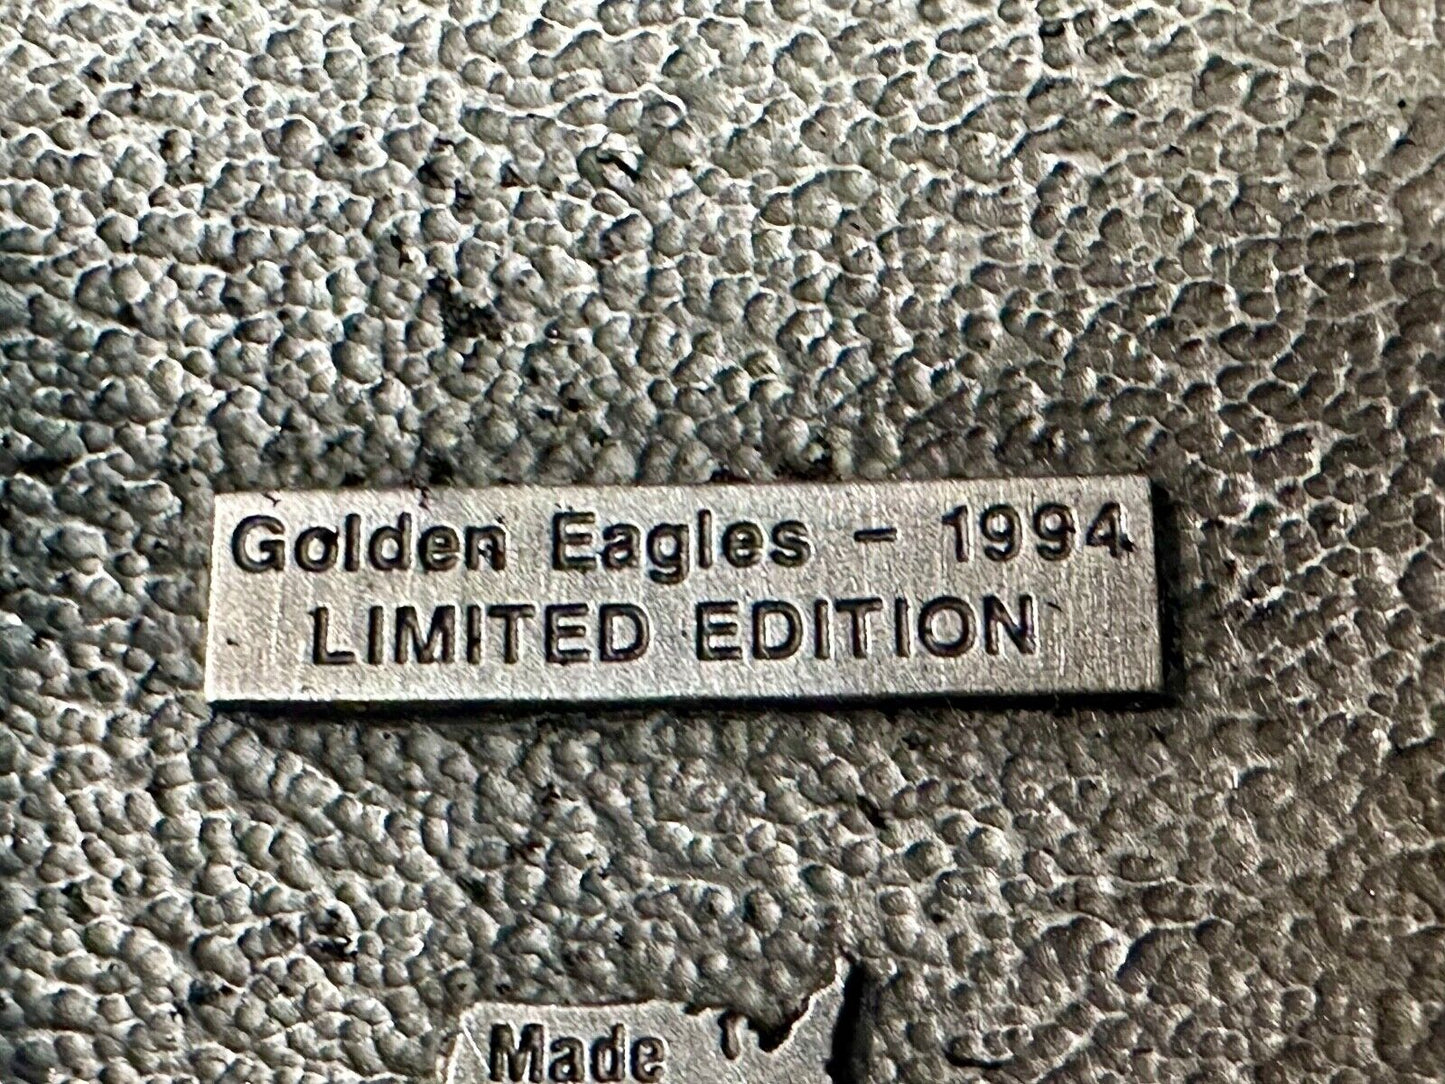 Golden Eagles - 1994
LIMITED EDITION
Made